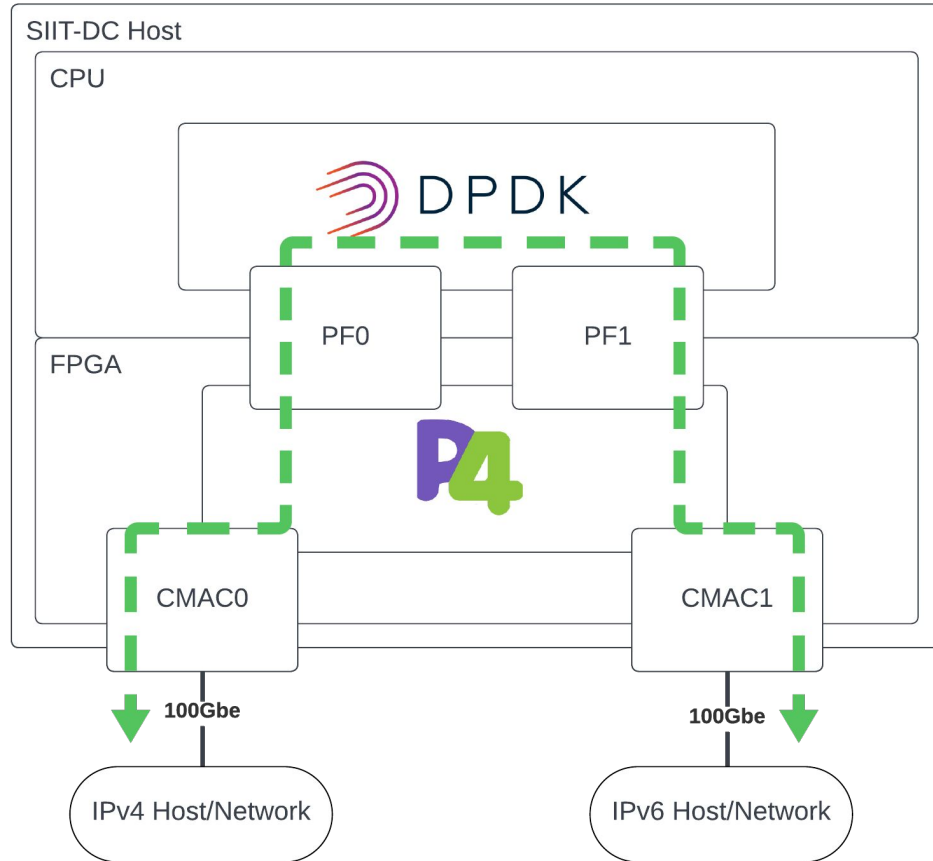 SIIT-DC Host
CPU
DPDK
PF0
PF1
FPGA
P4
CMAC0
CMAC1
100Gbe
100Gbe
IPv4 Host/Network
IPv6 Host/Network